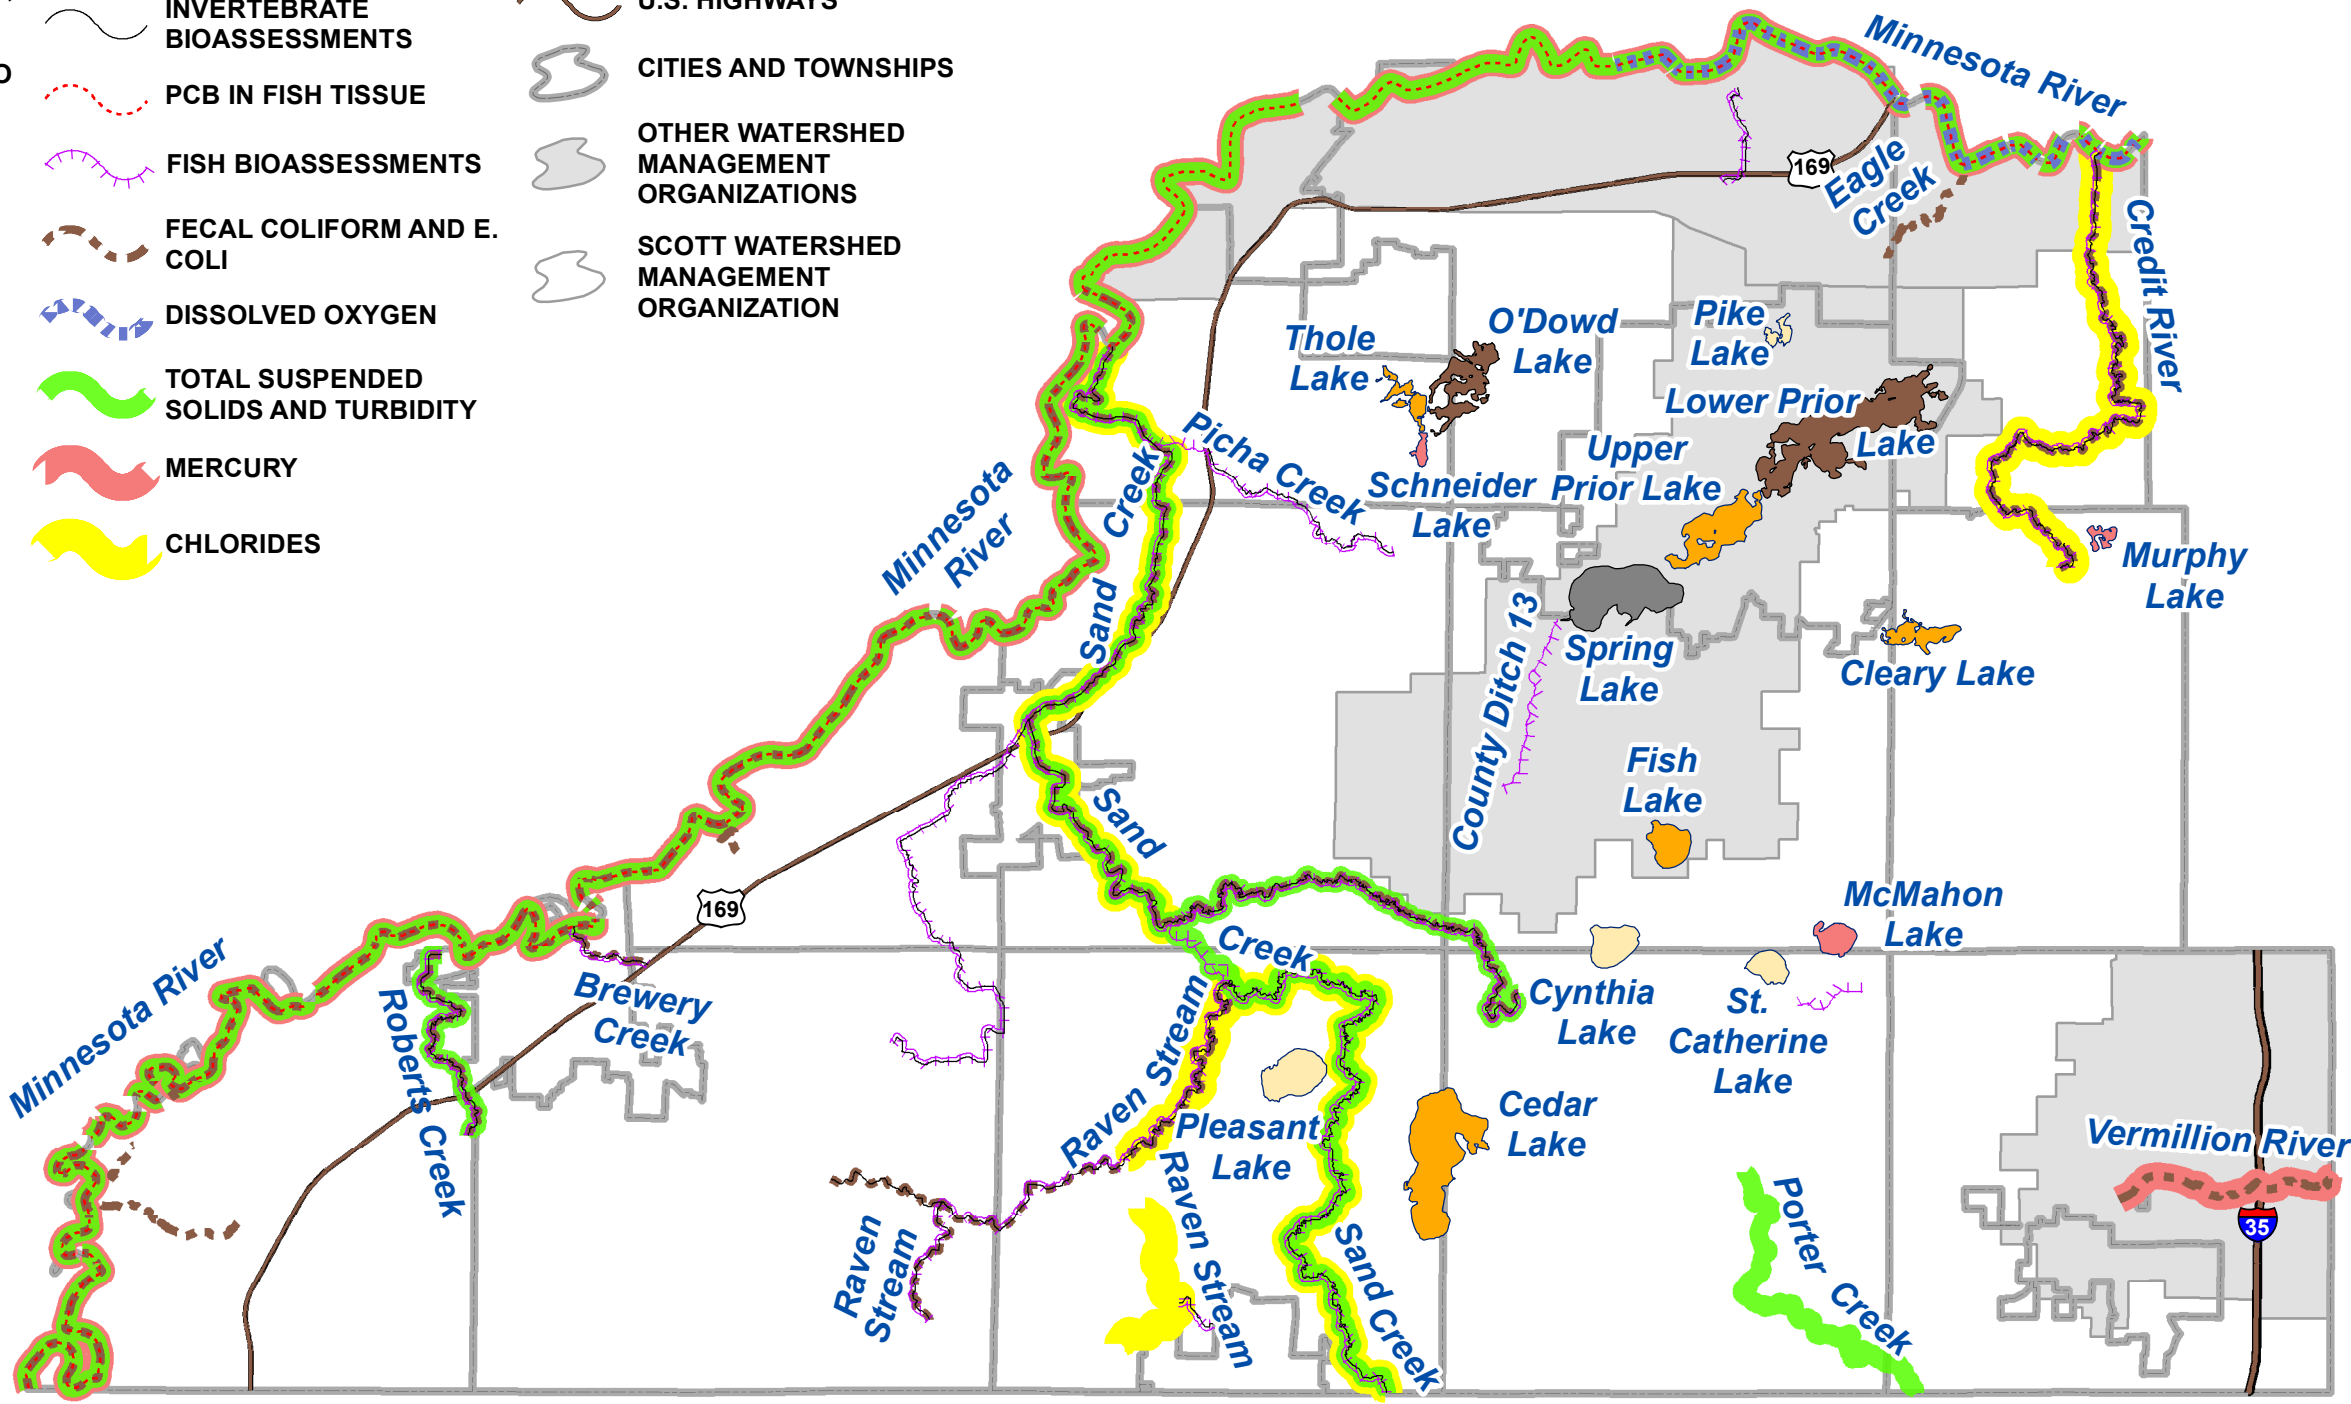 INVERTEBRATE
BIOASSESSMENTS
PCB IN FISH TISSUE
FISH BIOASSESSMENTS
FECAL COLIFORM AND E.
COLI
DISSOLVED OXYGEN
TOTAL SUSPENDED
SOLIDS AND TURBIDITY
MERCURY
CHLORIDES
U.S. HIGHWAYS
CITIES AND TOWNSHIPS
OTHER WATERSHED
MANAGEMENT
ORGANIZATIONS
SCOTT WATERSHED
MANAGEMENT
ORGANIZATION
Minnesota River
169
Eagle
Creek
Credit River
Thole
Lake
O'Dowd
Lake
Pike
Lake
Lower Prior
Lake
Upper
Prior Lake
Picha Creek
Schneider
Lake
Sand
Creek
Minnesota
River
Murphy
Lake
County Ditch 13
Spring
Lake
Cleary Lake
Fish
Lake
Sand
Creek
169
McMahon
Lake
Minnesota River
Brewery
Creek
Roberts Creek
Raven Stream
Cynthia
Lake
St.
Catherine
Lake
Pleasant
Lake
Cedar
Lake
Vermillion River
35
Raven
Stream
Raven Stream
Sand Creek
Porter Creek